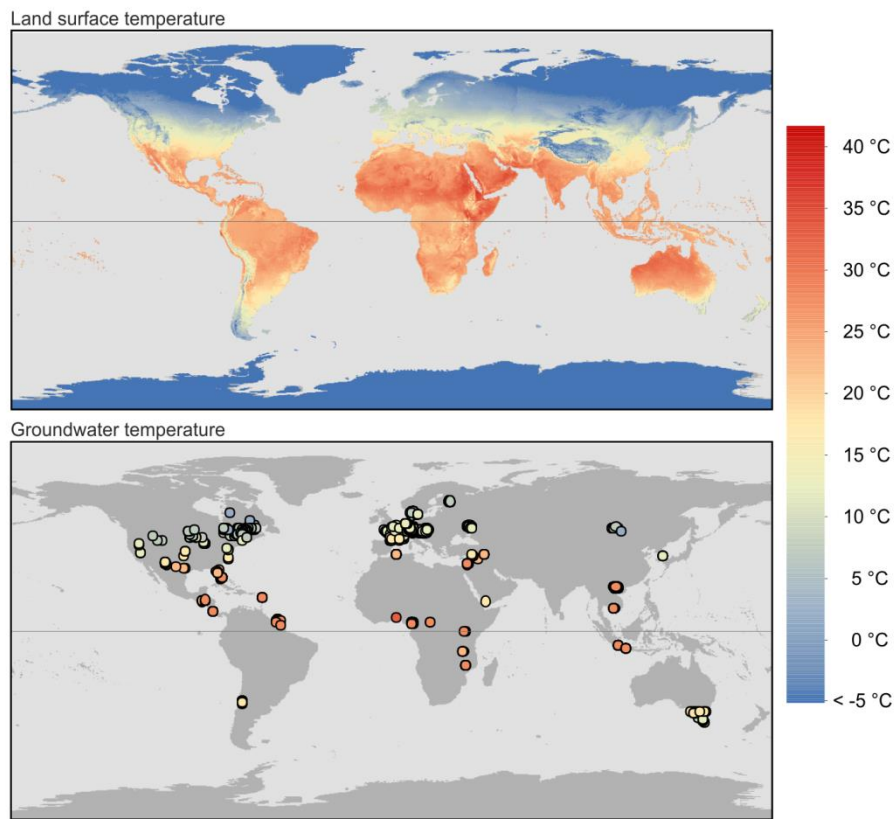 Land surface temperature
40 °C
35 °C
30 °C
25 °C
20 °C
15 °C
10 °C
5 °C
0 °C
< -5 °C
Groundwater temperature